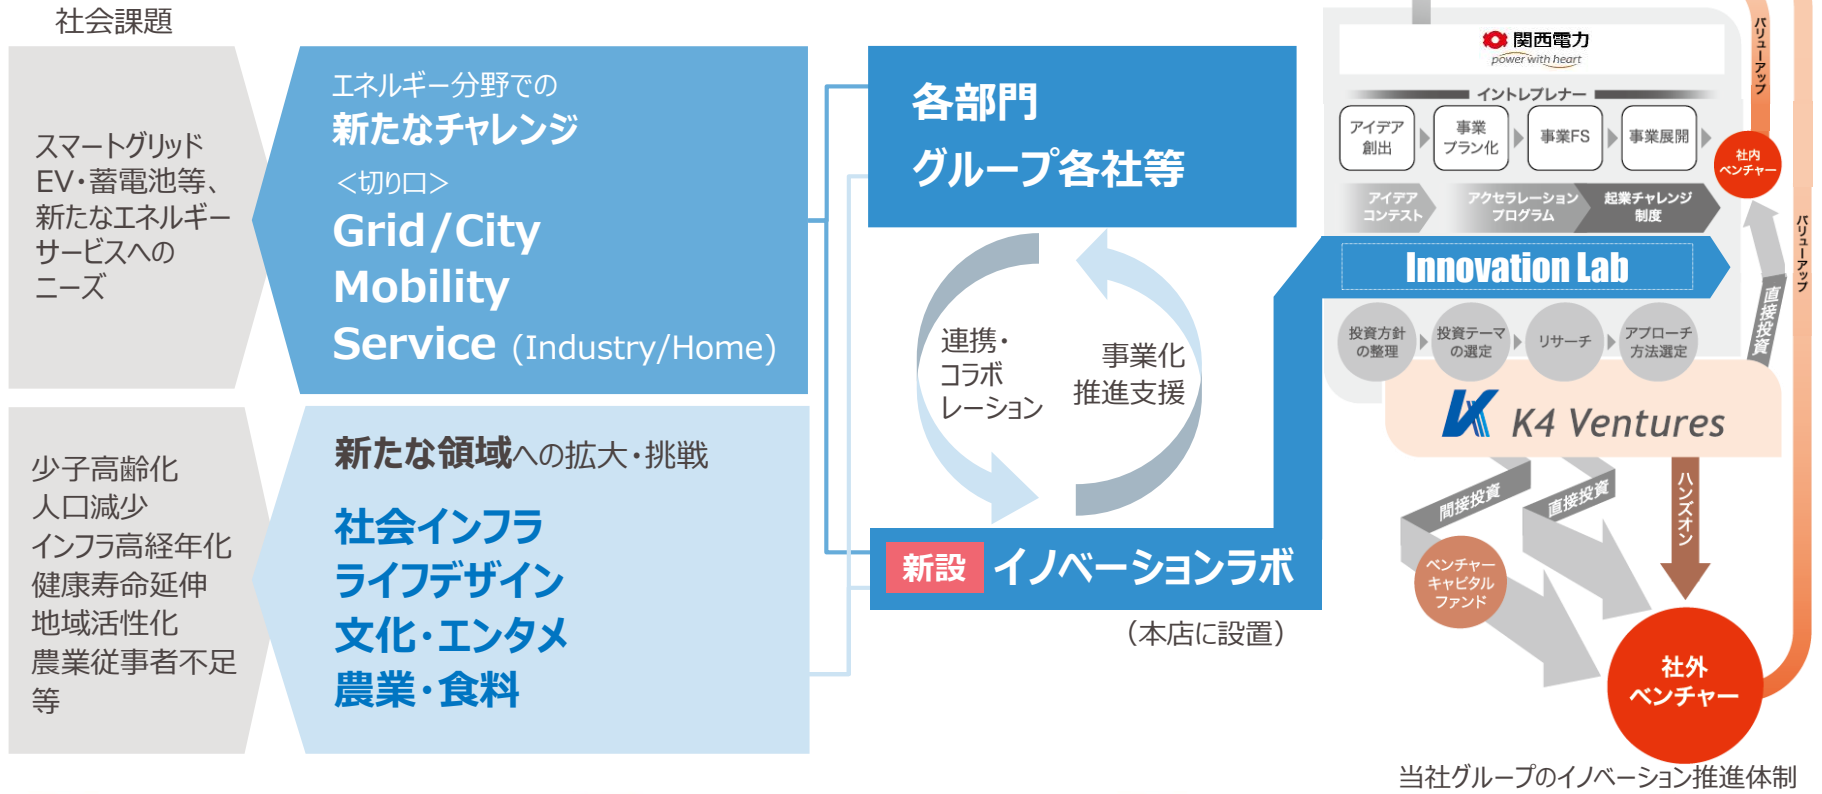 社会課題
スマートグリッド
EV・蓄電池等、
新たなエネルギー
サービスへの
ニーズ
エネルギー分野での
新たなチャレンジ
<切り口>
Grid/City
Mobility
Service (Industry/Home)
少子高齢化
人口減少
インフラ高経年化
健康寿命延伸
地域活性化
農業従事者不足
等
新たな領域への拡大・挑戦
社会インフラ
ライフデザイン
文化・エンタメ
農業・食料
各部門
グループ各社等
連携・
コラボ
レーション
事業化
推進支援
新設 イノベーションラボ
（本店に設置）
関西電力
power with heart
イントレプレナー
アイデア
創出
事業
プラン化
事業FS
事業展開
社内
ベンチャー
アイデア
コンテスト
アクセラレーション
プログラム
起業チャレンジ
制度
Innovation Lab
投資方針
の整理
投資テーマ
の選定
リサーチ
アプローチ
方法選定
K4 Ventures
バリューアップ
バリューアップ
直接投資
間接投資
直接投資
ハンズオン
ベンチャー
キャピタル
ファンド
社外
ベンチャー
当社グループのイノベーション推進体制